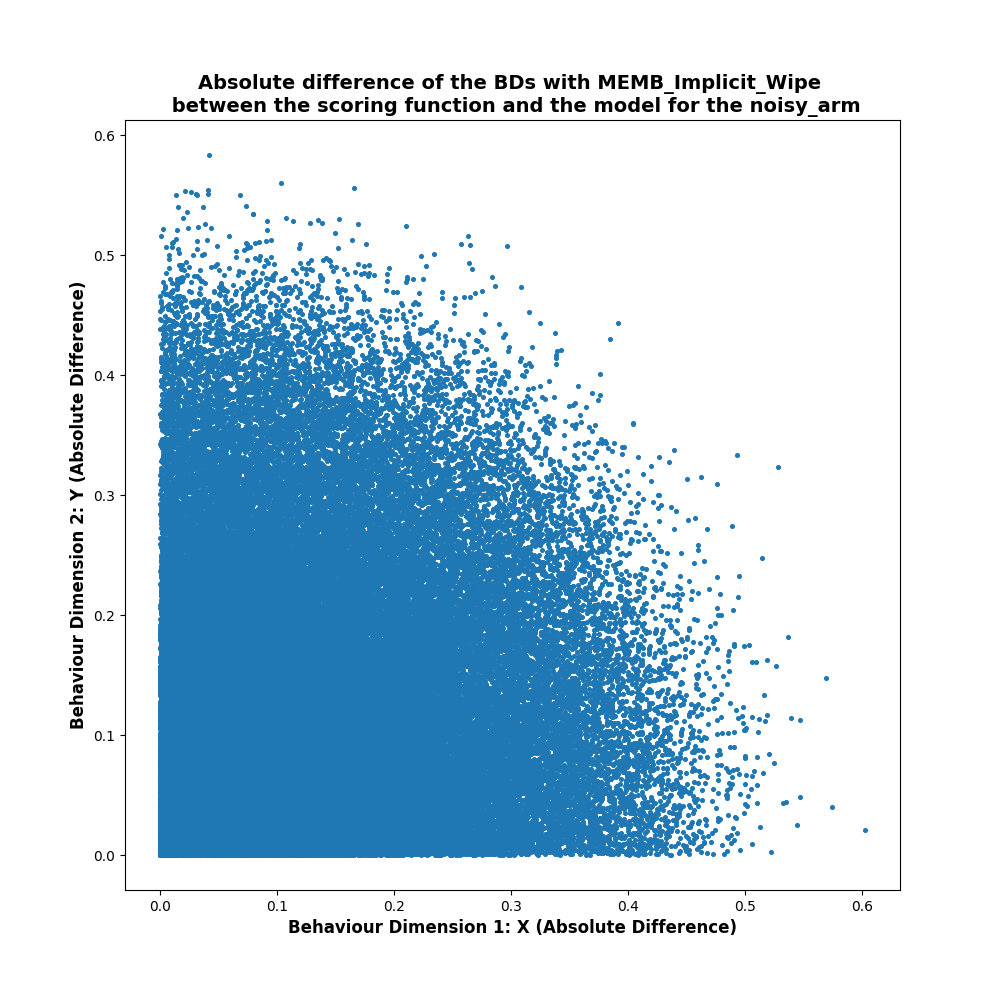 Absolute difference of the BDs with MEMB_Implicit_Wipe
between the scoring function and the model for the noisy_arm
0.6
0.5
0.4
0.3
0.2
0.1
0.0
Behaviour Dimension 2: Y (Absolute Difference)
0.0 0.1 0.2 0.3 0.4 0.5 0.6
Behaviour Dimension 1: X (Absolute Difference)